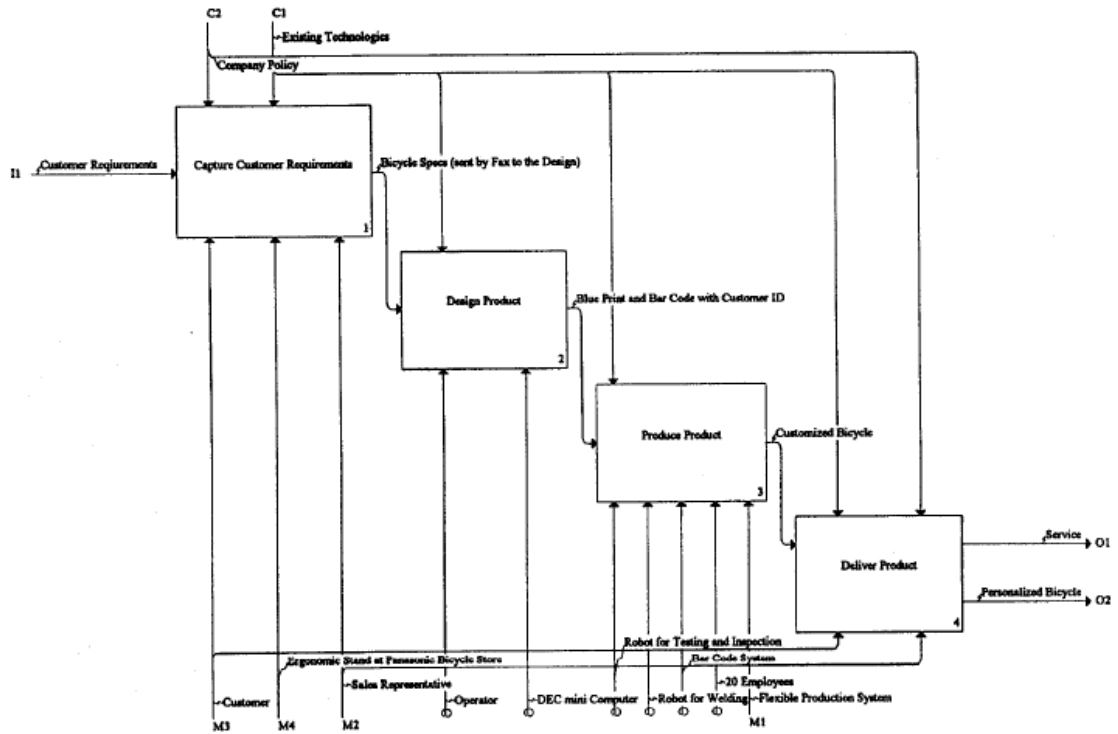 C2
C1
Existing Technologies
Company Policy
Customer Reqiurements
I1
Capture Customer Requirements
1
Bicycle Specs (sent by Fax to the Design)
Design Product
2
Blue Print and Bar Code with Customer ID
Produce Product
3
Customized Bicycle
Deliver Product
4
Service
O1
Personalized Bicycle
O2
Robot for Testing and Inspection
Ergonomic Stand at Panasonic Bicycle Store
Bar Code System
Sales Representative
20 Employees
Customer
Operator
DEC mini Computer
Robot for Welding
Flexible Production System
M3
M4
M2
M1